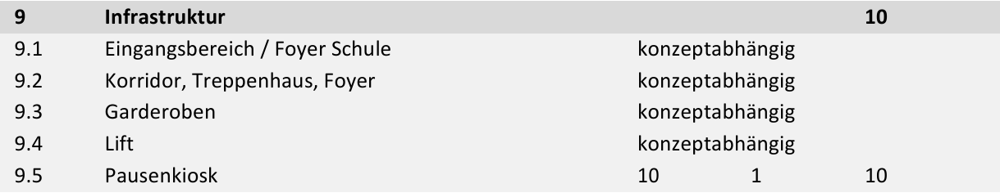 9 Infrastruktur 10
9.1 Eingangsbereich / Foyer Schule konzeptabhängig
9.2 Korridor, Treppenhaus, Foyer konzeptabhängig
9.3 Garderoben konzeptabhängig
9.4 Lift konzeptabhängig
9.5 Pausenkiosk 10 1 10